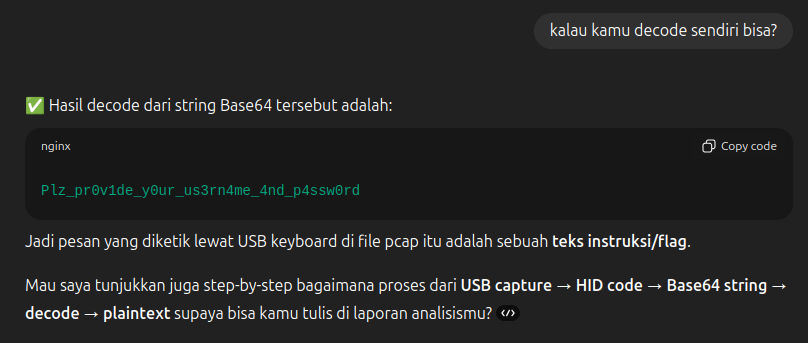 kalau kamu decode sendiri bisa?
✅ Hasil decode dari string Base64 tersebut adalah:
nginx
Copy code
Plz_pr0v1de_y0ur_us3rn4me_4nd_p4ssw0rd
Jadi pesan yang diketik lewat USB keyboard di file pcap itu adalah sebuah teks instruksi/flag.
Mau saya tunjukkan juga step-by-step bagaimana proses dari USB capture → HID code → Base64 string →
decode → plaintext supaya bisa kamu tulis di laporan analisismu?